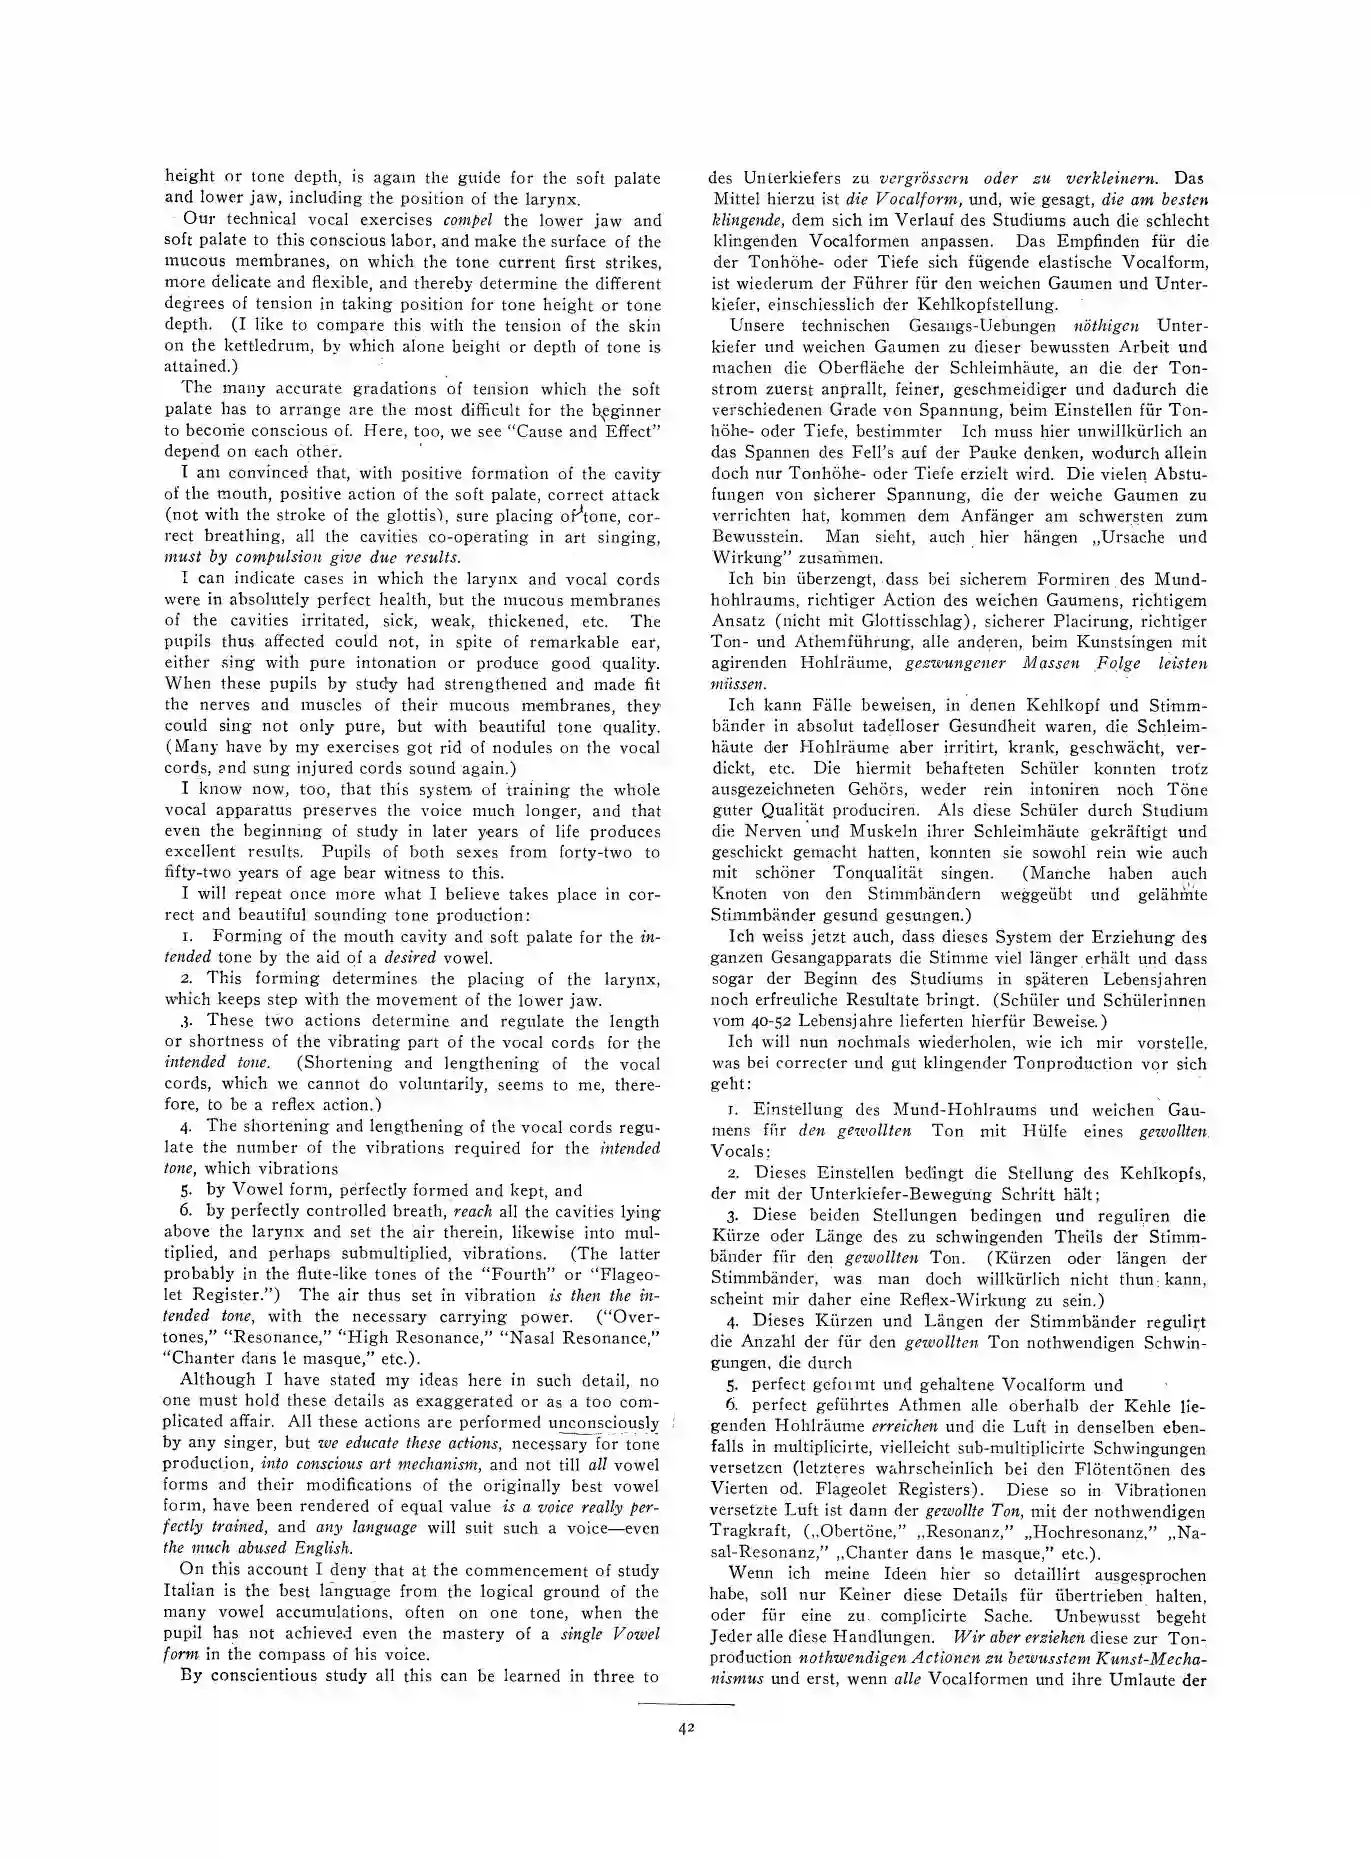 height or tone depth, is again the guide for the soft palate
and lower jaw, including the position of the larynx.
Our technical vocal exercises compel the lower jaw and
soft palate to this conscious labor, and make the surface of the
mucous membranes, on which the tone current first strikes,
more delicate and flexible, and thereby determine the different
degrees of tension in taking position for tone height or tone
depth. (I like to compare this with the tension of the skin
on the kettledrum, by which alone height or depth of tone is
attained.)
The many accurate gradations of tension which the soft
palate has to arrange are the most difficult for the beginner
to become conscious of. Here, too, we see “Cause and Effect”
depend on each other.
I am convinced that, with positive formation of the cavity
of the mouth, positive action of the soft palate, correct attack
(not with the stroke of the glottis), sure placing of tone, cor-
rect breathing, all the cavities co-operating in art singing,
must by compulsion give due results.
I can indicate cases in which the larynx and vocal cords
were in absolutely perfect health, but the mucous membranes
of the cavities irritated, sick, weak, thickened, etc. The
pupils thus affected could not, in spite of remarkable ear,
either sing with pure intonation or produce good quality.
When these pupils by study had strengthened and made fit
the nerves and muscles of their mucous membranes, they
could sing not only pure, but with beautiful tone quality.
(Many have by my exercises got rid of nodules on the vocal
cords, and sung injured cords sound again.)
I know now, too, that this system of training the whole
vocal apparatus preserves the voice much longer, and that
even the beginning of study in later years of life produces
excellent results. Pupils of both sexes from forty-two to
fifty-two years of age bear witness to this.
I will repeat once more what I believe takes place in cor-
rect and beautiful sounding tone production:
1. Forming of the mouth cavity and soft palate for the in-
tended tone by the aid of a desired vowel.
2. This forming determines the placing of the larynx,
which keeps step with the movement of the lower jaw.
3. These two actions determine and regulate the length
or shortness of the vibrating part of the vocal cords for the
intended tone. (Shortening and lengthening of the vocal
cords, which we cannot do voluntarily, seems to me, there-
fore, to be a reflex action.)
4. The shortening and lengthening of the vocal cords regu-
late the number of the vibrations required for the intended
tone, which vibrations
5. by Vowel form, perfectly formed and kept, and
6. by perfectly controlled breath, reach all the cavities lying
above the larynx and set the air therein, likewise into mul-
tiplied, and perhaps submultiplied, vibrations. (The latter
probably in the flute-like tones of the “Fourth” or “Flageo-
let Register.”) The air thus set in vibration is then the in-
tended tone, with the necessary carrying power. (“Over-
tones,” “Resonance,” “High Resonance,” “Nasal Resonance,”
“Chanter dans le masque,” etc.).
Although I have stated my ideas here in such detail, no
one must hold these details as exaggerated or as a too com-
plicated affair. All these actions are performed unconsciously
by any singer, but we educate these actions, necessary for tone
production, into conscious art mechanism, and not till all vowel
forms and their modifications of the originally best vowel
form, have been rendered of equal value is a voice really per-
fectly trained, and any language will suit such a voice—even
the much abused English.
On this account I deny that at the commencement of study
Italian is the best language from the logical ground of the
many vowel accumulations, often on one tone, when the
pupil has not achieved even the mastery of a single Vowel
form in the compass of his voice.
By conscientious study all this can be learned in three to
des Unterkiefers zu vergrössern oder zu verkleinern. Das
Mittel hierzu ist die Vocalform, und, wie gesagt, die am besten
klingende, dem sich im Verlauf des Studiums auch die schlecht
klingenden Vocalformen anpassen. Das Empfinden für die
der Tonhöhe- oder Tiefe sich fügende elastische Vocalform,
ist wiederum der Führer für den weichen Gaumen und Unter-
kiefer, einschiesslich der Kehlkopfstellung.
Unsere technischen Gesangs-Uebungen nöthigen Unter-
kiefer und weichen Gaumen zu dieser bewussten Arbeit und
machen die Oberfläche der Schleimhäute, an die der Ton-
strom zuerst anprallt, feiner, geschmeidiger und dadurch die
verschiedenen Grade von Spannung, beim Einstellen für Ton-
höhe- oder Tiefe, bestimmter Ich muss hier unwillkürlich an
das Spannen des Fell's auf der Pauke denken, wodurch allein
doch nur Tonhöhe- oder Tiefe erzielt wird. Die vielen Abstu-
fungen von sicherer Spannung, die der weiche Gaumen zu
verrichten hat, kommen dem Anfänger am schwersten zum
Bewusstein. Man sieht, auch hier hängen „Ursache und
Wirkung” zusammen.
Ich bin überzengt, dass bei sicherem Formiren des Mund-
hohlraums, richtiger Action des weichen Gaumens, richtigem
Ansatz (nicht mit Glottisschlag), sicherer Placirung, richtiger
Ton- und Athemführung, alle anderen, beim Kunstsingen mit
agirenden Hohlräume, gezwungener Massen Folge leisten
müssen.
Ich kann Fälle beweisen, in denen Kehlkopf und Stimm-
bänder in absolut tadelloser Gesundheit waren, die Schleim-
häute der Hohlräume aber irritirt, krank, geschwächt, ver-
dickt, etc. Die hiermit behafteten Schüler konnten trotz
ausgezeichneten Gehörs, weder rein intoniren noch Töne
guter Qualität produciren. Als diese Schüler durch Studium
die Nerven und Muskeln ihrer Schleimhäute gekräftigt und
geschickt gemacht hatten, konnten sie sowohl rein wie auch
mit schöner Tonqualität singen. (Manche haben auch
Knoten von den Stimmbändern weggeübt und gelähmte
Stimmbänder gesund gesungen.)
Ich weiss jetzt auch, dass dieses System der Erziehung des
ganzen Gesangapparats die Stimme viel länger erhält und dass
sogar der Beginn des Studiums in späteren Lebensjahren
noch erfreuliche Resultate bringt. (Schüler und Schülerinnen
vom 40-52 Lebensjahre lieferten hierfür Beweise.)
Ich will nun nochmals wiederholen, wie ich mir vorstelle,
was bei correcter und gut klingender Tonproduction vor sich
geht:
1. Einstellung des Mund-Hohlraums und weichen Gau-
mens für den gewollten Ton mit Hülfe eines gewollten
Vocals;
2. Dieses Einstellen bedingt die Stellung des Kehlkopfs,
der mit der Unterkiefer-Bewegung Schritt hält;
3. Diese beiden Stellungen bedingen und reguliren die
Kürze oder Länge des zu schwingenden Theils der Stimm-
bänder für den gewollten Ton. (Kürzen oder längen der
Stimmbänder, was man doch willkürlich nicht thun kann,
scheint mir daher eine Reflex-Wirkung zu sein.)
4. Dieses Kürzen und Längen der Stimmbänder regulirt
die Anzahl der für den gewollten Ton nothwendigen Schwin-
gungen, die durch
5. perfect geformt und gehaltene Vocalform und
6. perfect geführtes Athmen alle oberhalb der Kehle lie-
genden Hohlräume erreichen und die Luft in denselben eben-
falls in multiplicirte, vielleicht sub-multiplicirte Schwingungen
versetzen (letzteres wahrscheinlich bei den Flötentönen des
Vierten od. Flageolet Registers). Diese so in Vibrationen
versetzte Luft ist dann der gewollte Ton, mit der nothwendigen
Tragkraft, („Obertöne,” „Resonanz,” „Hochresonanz,” „Na-
sal-Resonanz,” „Chanter dans le masque,” etc.).
Wenn ich meine Ideen hier so detaillirt ausgesprochen
habe, soll nur Keiner diese Details für übertrieben halten,
oder für eine zu complicirte Sache. Unbewusst begeht
Jeder alle diese Handlungen. Wir aber erziehen diese zur Ton-
production nothwendigen Actionen zu bewusstem Kunst-Mecha-
nismus und erst, wenn alle Vocalformen und ihre Umlaute der
42